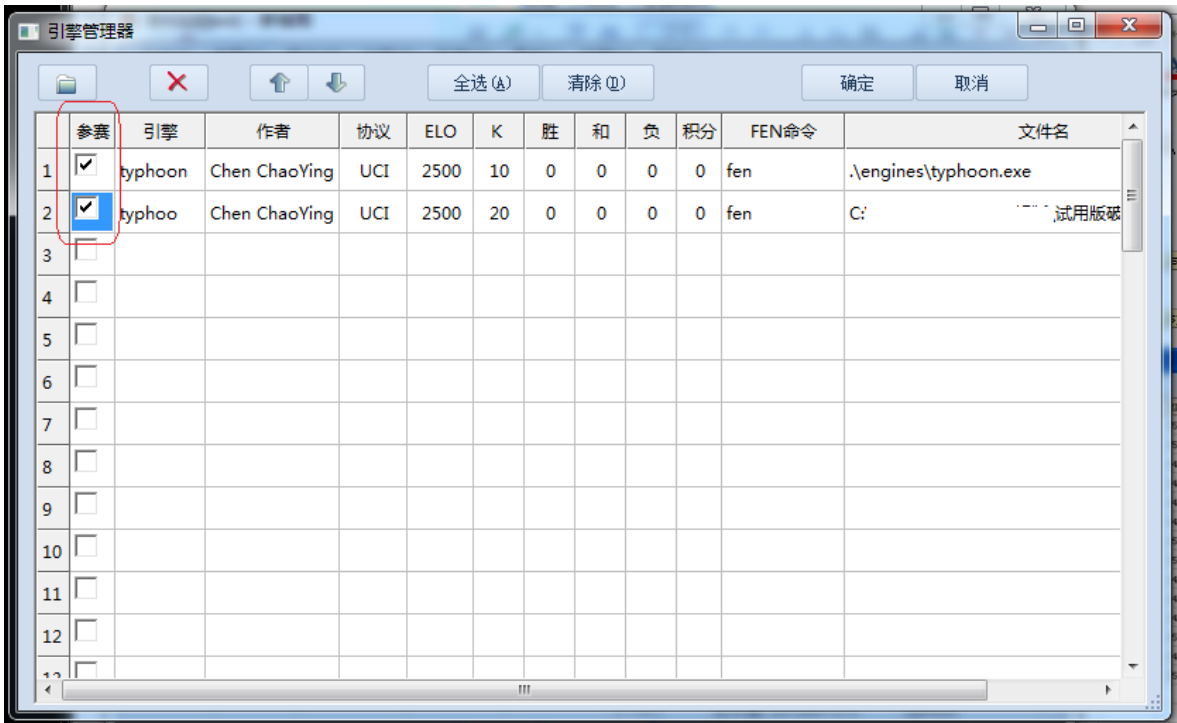 引擎管理器
全选(A) 清除(D) 确定 取消
参赛 引擎 作者 协议 ELO K 胜 和 负 积分 FEN命令 文件名
1 typhoon Chen ChaoYing UCI 2500 10 0 0 0 0 fen .\engines\typhoon.exe
2 typhoo Chen ChaoYing UCI 2500 20 0 0 0 0 fen C: 试用版破
3
4
5
6
7
8
9
10
11
12